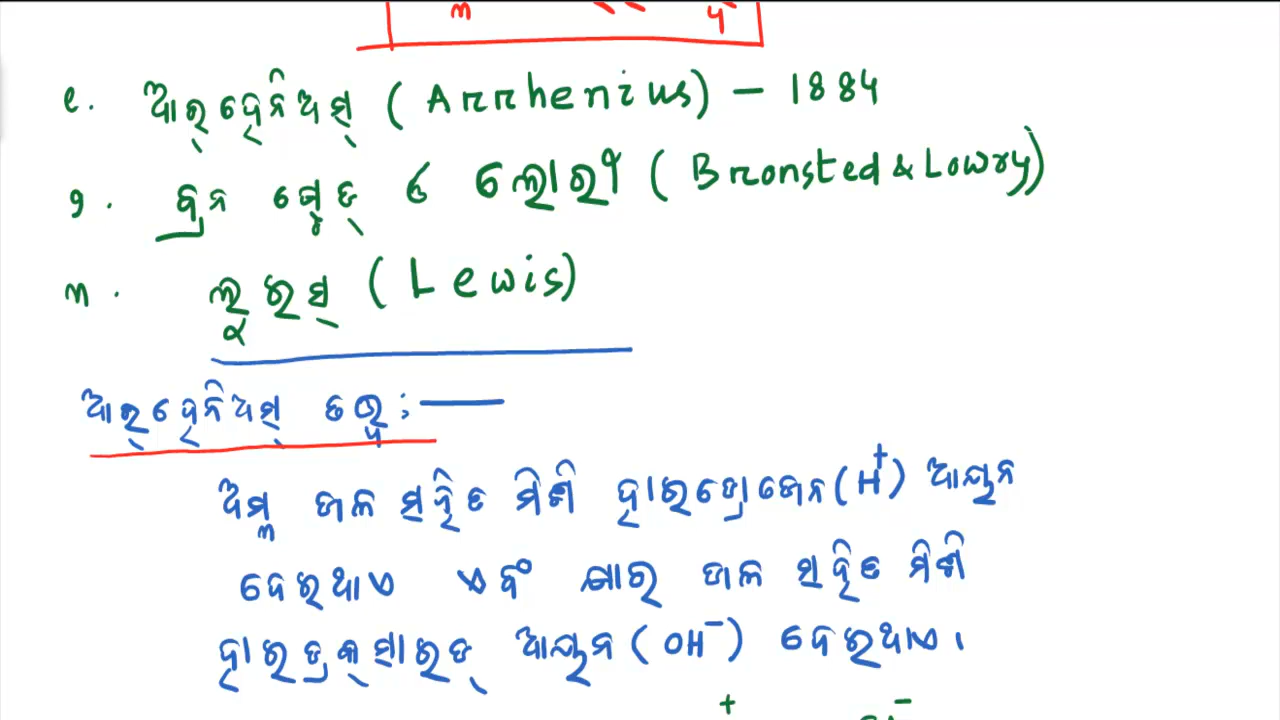 ୧. ଆର୍‌ହେନିଅସ୍ (Arrhenius) – 1884
୨. ବ୍ରନଷ୍ଟେଡ୍ ଓ ଲୋରୀ (Bronsted & Lowry)
୩. ଲୁଇସ୍ (Lewis)
ଆର୍‌ହେନିଅସ୍ ତତ୍ତ୍ୱ :—
ଅମ୍ଳ ଜଳ ସହିତ ମିଶି ହାଇଡ୍ରୋଜେନ (H⁺) ଆୟନ
ଦେଇଥାଏ ଏବଂ କ୍ଷାର ଜଳ ସହିତ ମିଶି
ହାଇଡ୍ରକ୍ସାଇଡ୍ ଆୟନ (OH⁻) ଦେଇଥାଏ।